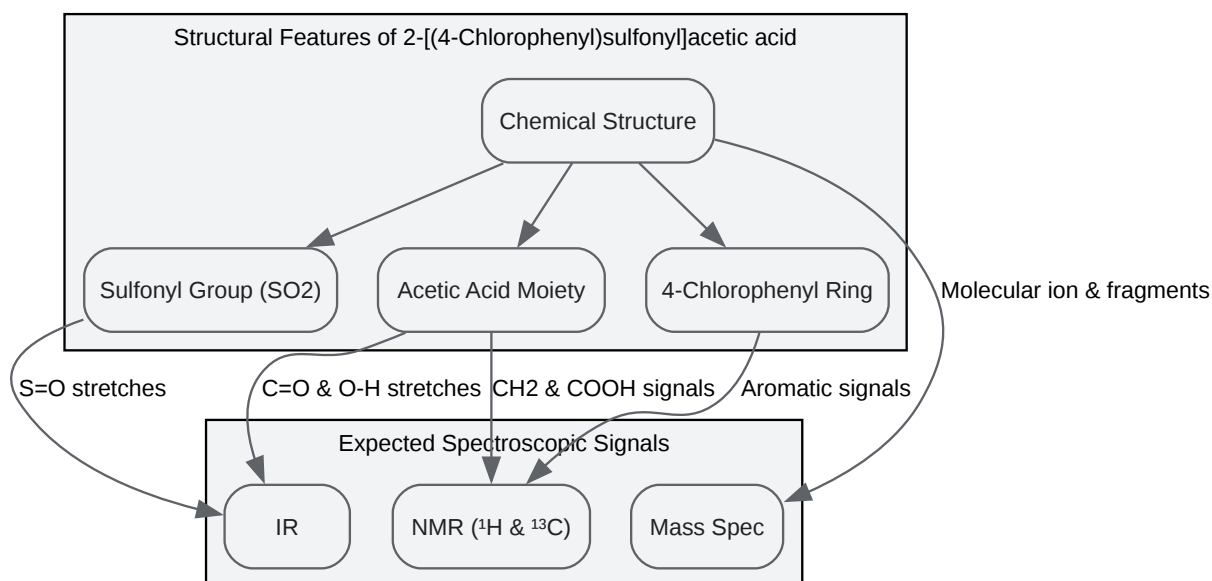 Structural Features of 2-[(4-Chlorophenyl)sulfonyl]acetic acid
Chemical Structure
Sulfonyl Group (SO2)
Acetic Acid Moiety
4-Chlorophenyl Ring
Molecular ion & fragments
S=O stretches
C=O & O-H stretches
CH2 & COOH signals
Aromatic signals
Expected Spectroscopic Signals
IR
NMR (¹H & ¹³C)
Mass Spec